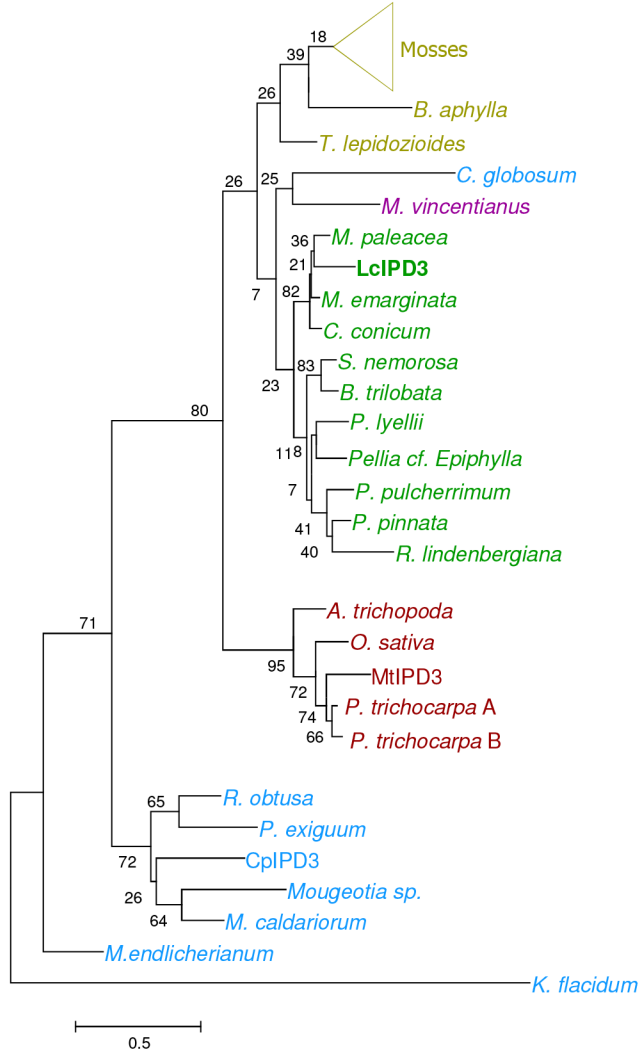 18
Mosses
39
26
B. aphylla
T. lepidozioides
26
25
C. globosum
M. vincentianus
36
M. paleacea
21
LcIPD3
7
82
M. emarginata
C. conicum
83
S. nemorosa
23
B. trilobata
80
P. lyellii
118
Pellia cf. Epiphylla
7
P. pulcherrimum
41
P. pinnata
40
R. lindenbergiana
A. trichopoda
71
O. sativa
95
MtIPD3
72
P. trichocarpa A
74
66
P. trichocarpa B
65
R. obtusa
P. exiguum
72
CpIPD3
26
Mougeotia sp.
64
M. caldariorum
M.endlicherianum
K. flacidum
0.5